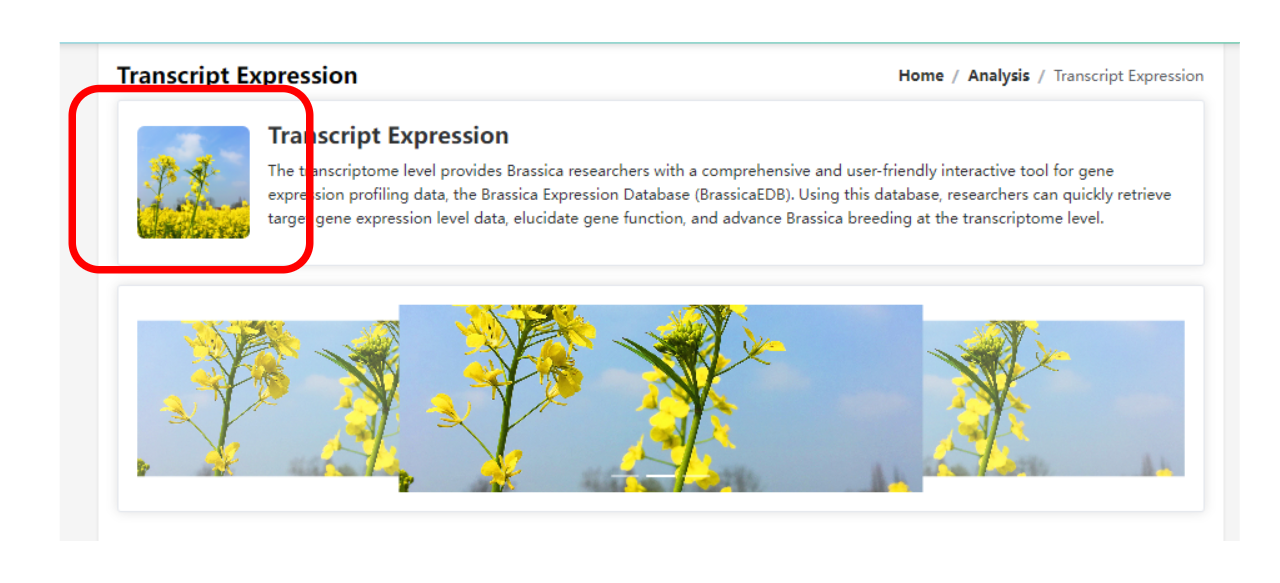 Transcript Expression
Home / Analysis / Transcript Expression
Transcript Expression
The transcriptome level provides Brassica researchers with a comprehensive and user-friendly interactive tool for gene
expression profiling data, the Brassica Expression Database (BrassicaEDB). Using this database, researchers can quickly retrieve
target gene expression level data, elucidate gene function, and advance Brassica breeding at the transcriptome level.